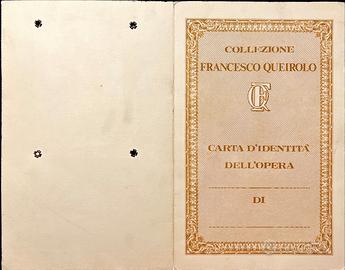 COLLEZIONE
FRANCESCO QUEIROLO
CARTA D'IDENTITÀ
DELL'OPERA
DI